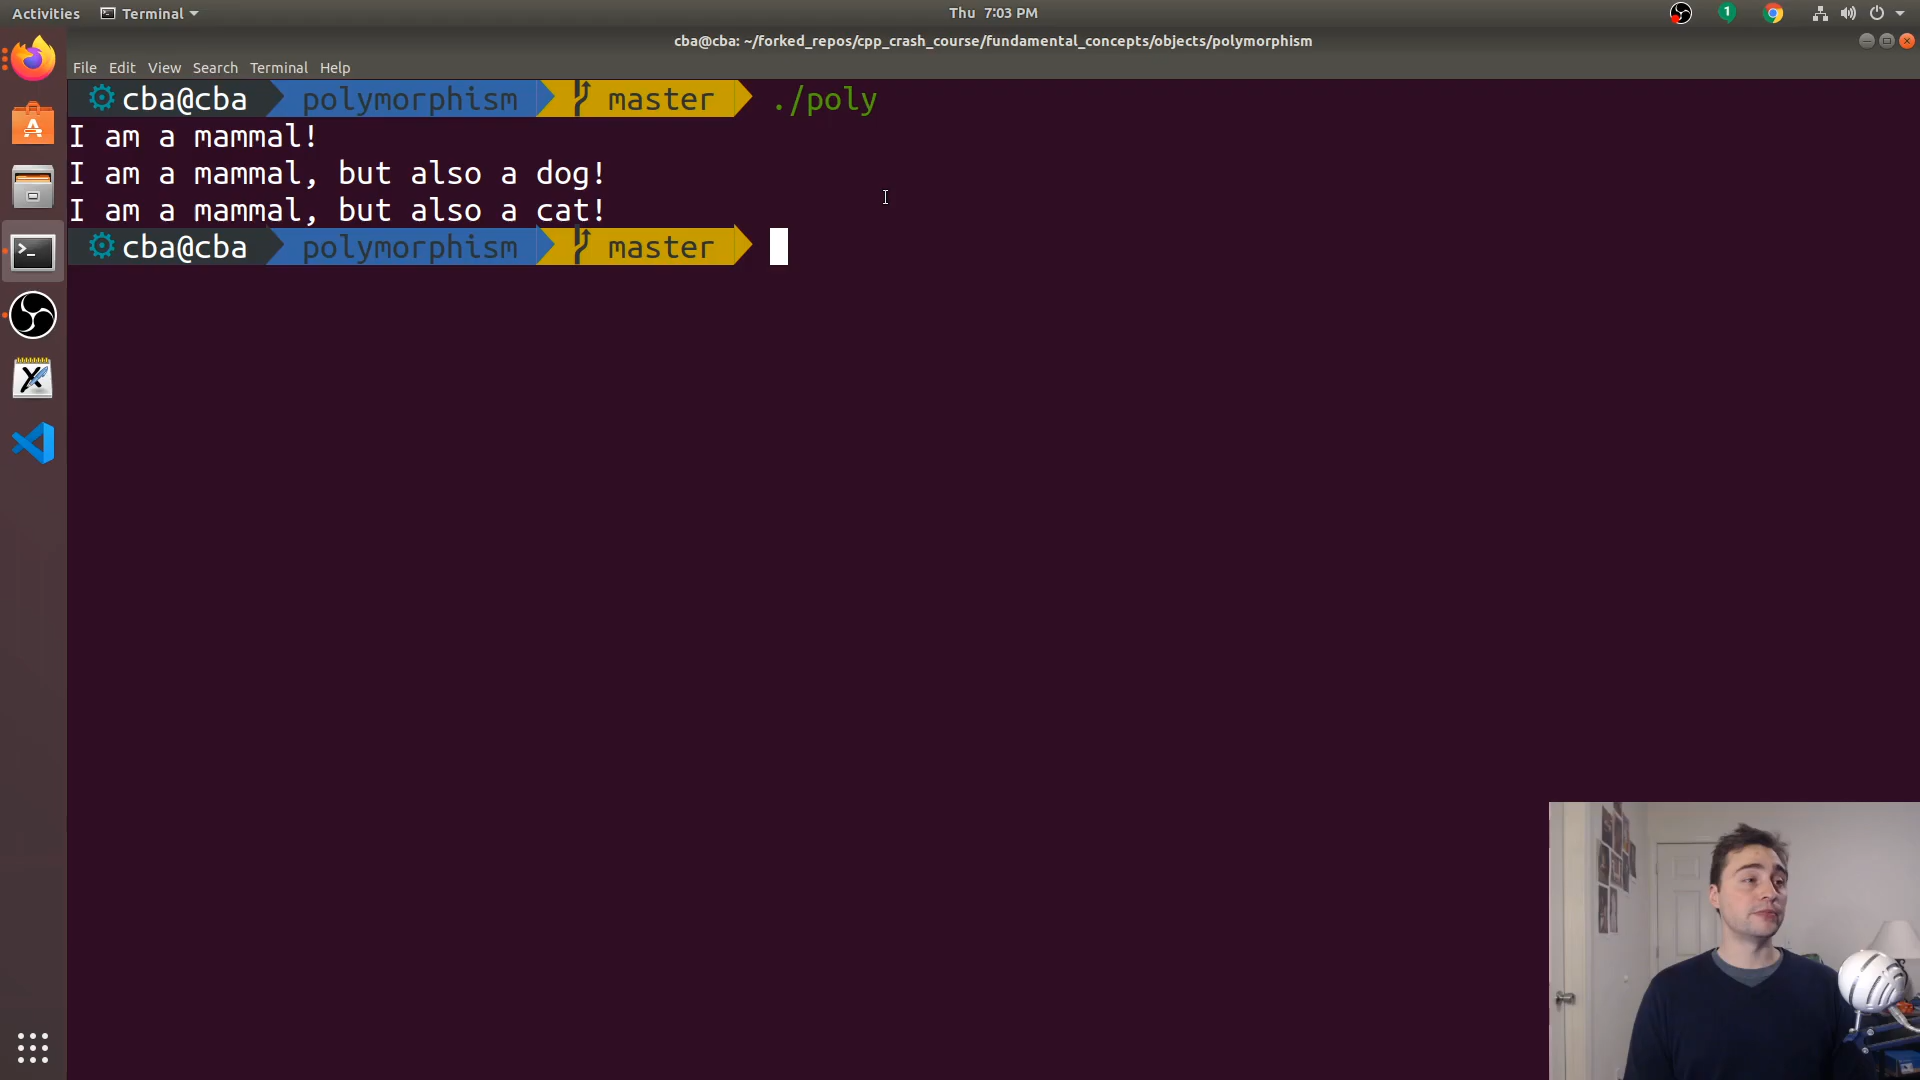 Activities Terminal Thu 7:03 PM 1
cba@cba: ~/forked_repos/cpp_crash_course/fundamental_concepts/objects/polymorphism
File Edit View Search Terminal Help
cba@cba polymorphism master ./poly
I am a mammal!
I am a mammal, but also a dog!
I am a mammal, but also a cat!
cba@cba polymorphism master